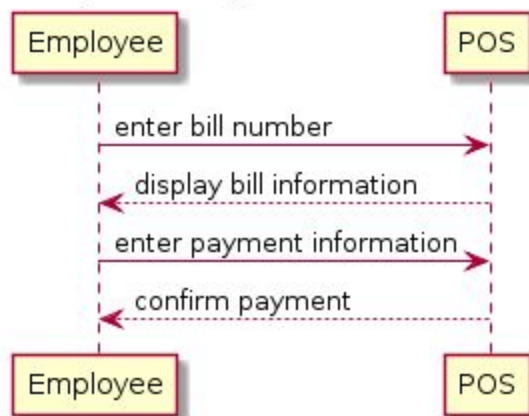 Employee POS
enter bill number
display bill information
enter payment information
confirm payment
Employee POS